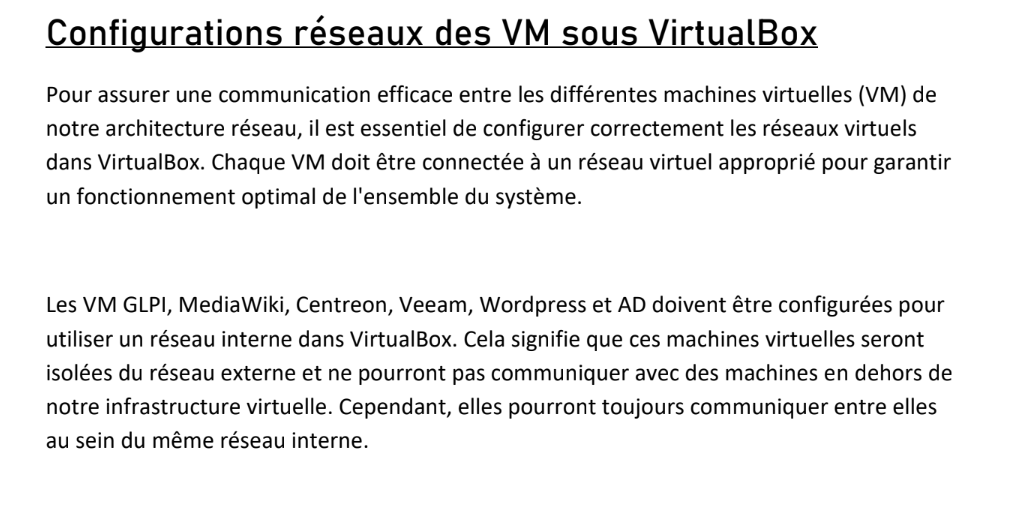 Configurations réseaux des VM sous VirtualBox
Pour assurer une communication efficace entre les différentes machines virtuelles (VM) de
notre architecture réseau, il est essentiel de configurer correctement les réseaux virtuels
dans VirtualBox. Chaque VM doit être connectée à un réseau virtuel approprié pour garantir
un fonctionnement optimal de l'ensemble du système.
Les VM GLPI, MediaWiki, Centreon, Veeam, Wordpress et AD doivent être configurées pour
utiliser un réseau interne dans VirtualBox. Cela signifie que ces machines virtuelles seront
isolées du réseau externe et ne pourront pas communiquer avec des machines en dehors de
notre infrastructure virtuelle. Cependant, elles pourront toujours communiquer entre elles
au sein du même réseau interne.